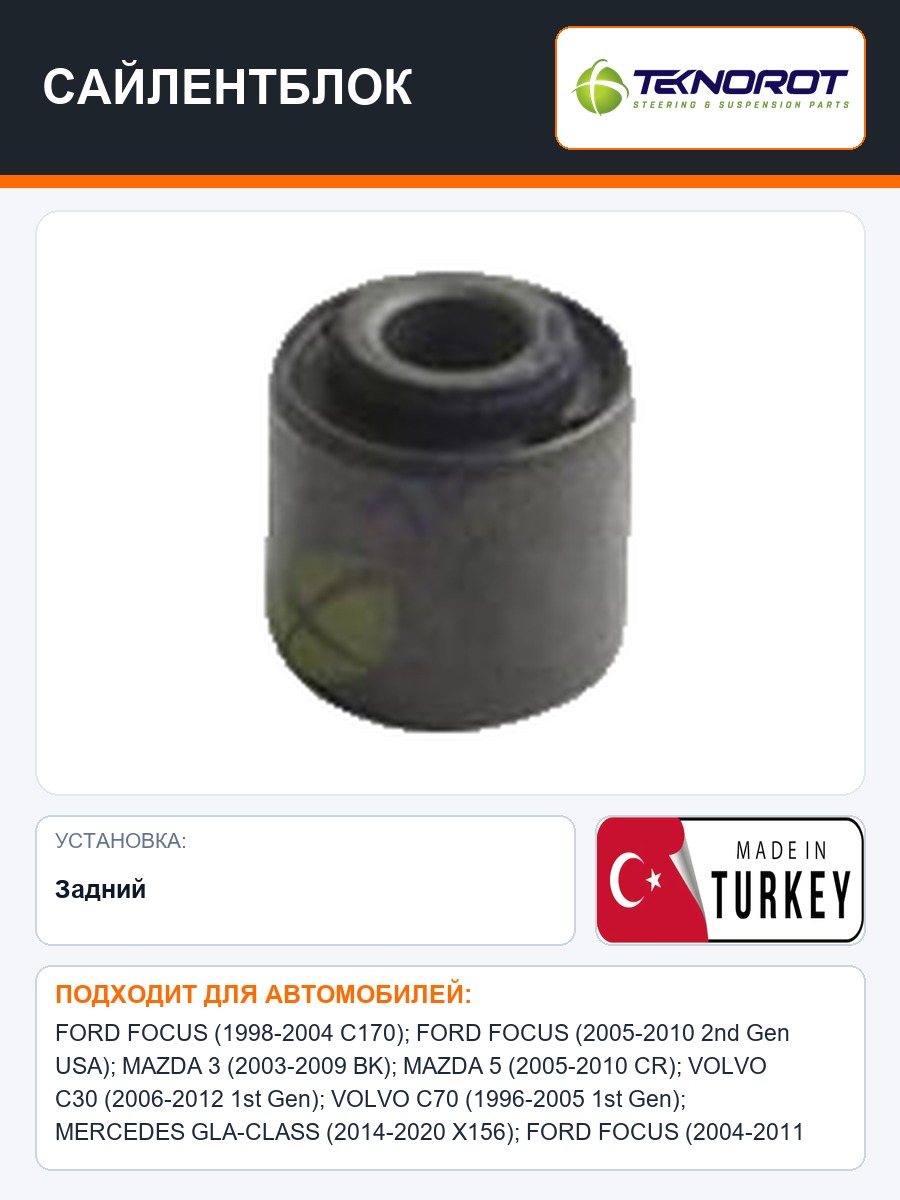 САЙЛЕНТБЛОК
TEKNOROT
STEERING & SUSPENSION PARTS
УСТАНОВКА:
Задний
MADE IN
TURKEY
ПОДХОДИТ ДЛЯ АВТОМОБИЛЕЙ:
FORD FOCUS (1998-2004 C170); FORD FOCUS (2005-2010 2nd Gen
USA); MAZDA 3 (2003-2009 BK); MAZDA 5 (2005-2010 CR); VOLVO
C30 (2006-2012 1st Gen); VOLVO C70 (1996-2005 1st Gen);
MERCEDES GLA-CLASS (2014-2020 X156); FORD FOCUS (2004-2011